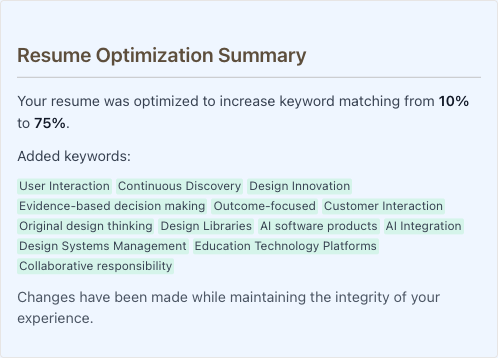 Resume Optimization Summary
Your resume was optimized to increase keyword matching from 10%
to 75%.
Added keywords:
User Interaction Continuous Discovery Design Innovation
Evidence-based decision making Outcome-focused Customer Interaction
Original design thinking Design Libraries AI software products AI Integration
Design Systems Management Education Technology Platforms
Collaborative responsibility
Changes have been made while maintaining the integrity of your
experience.